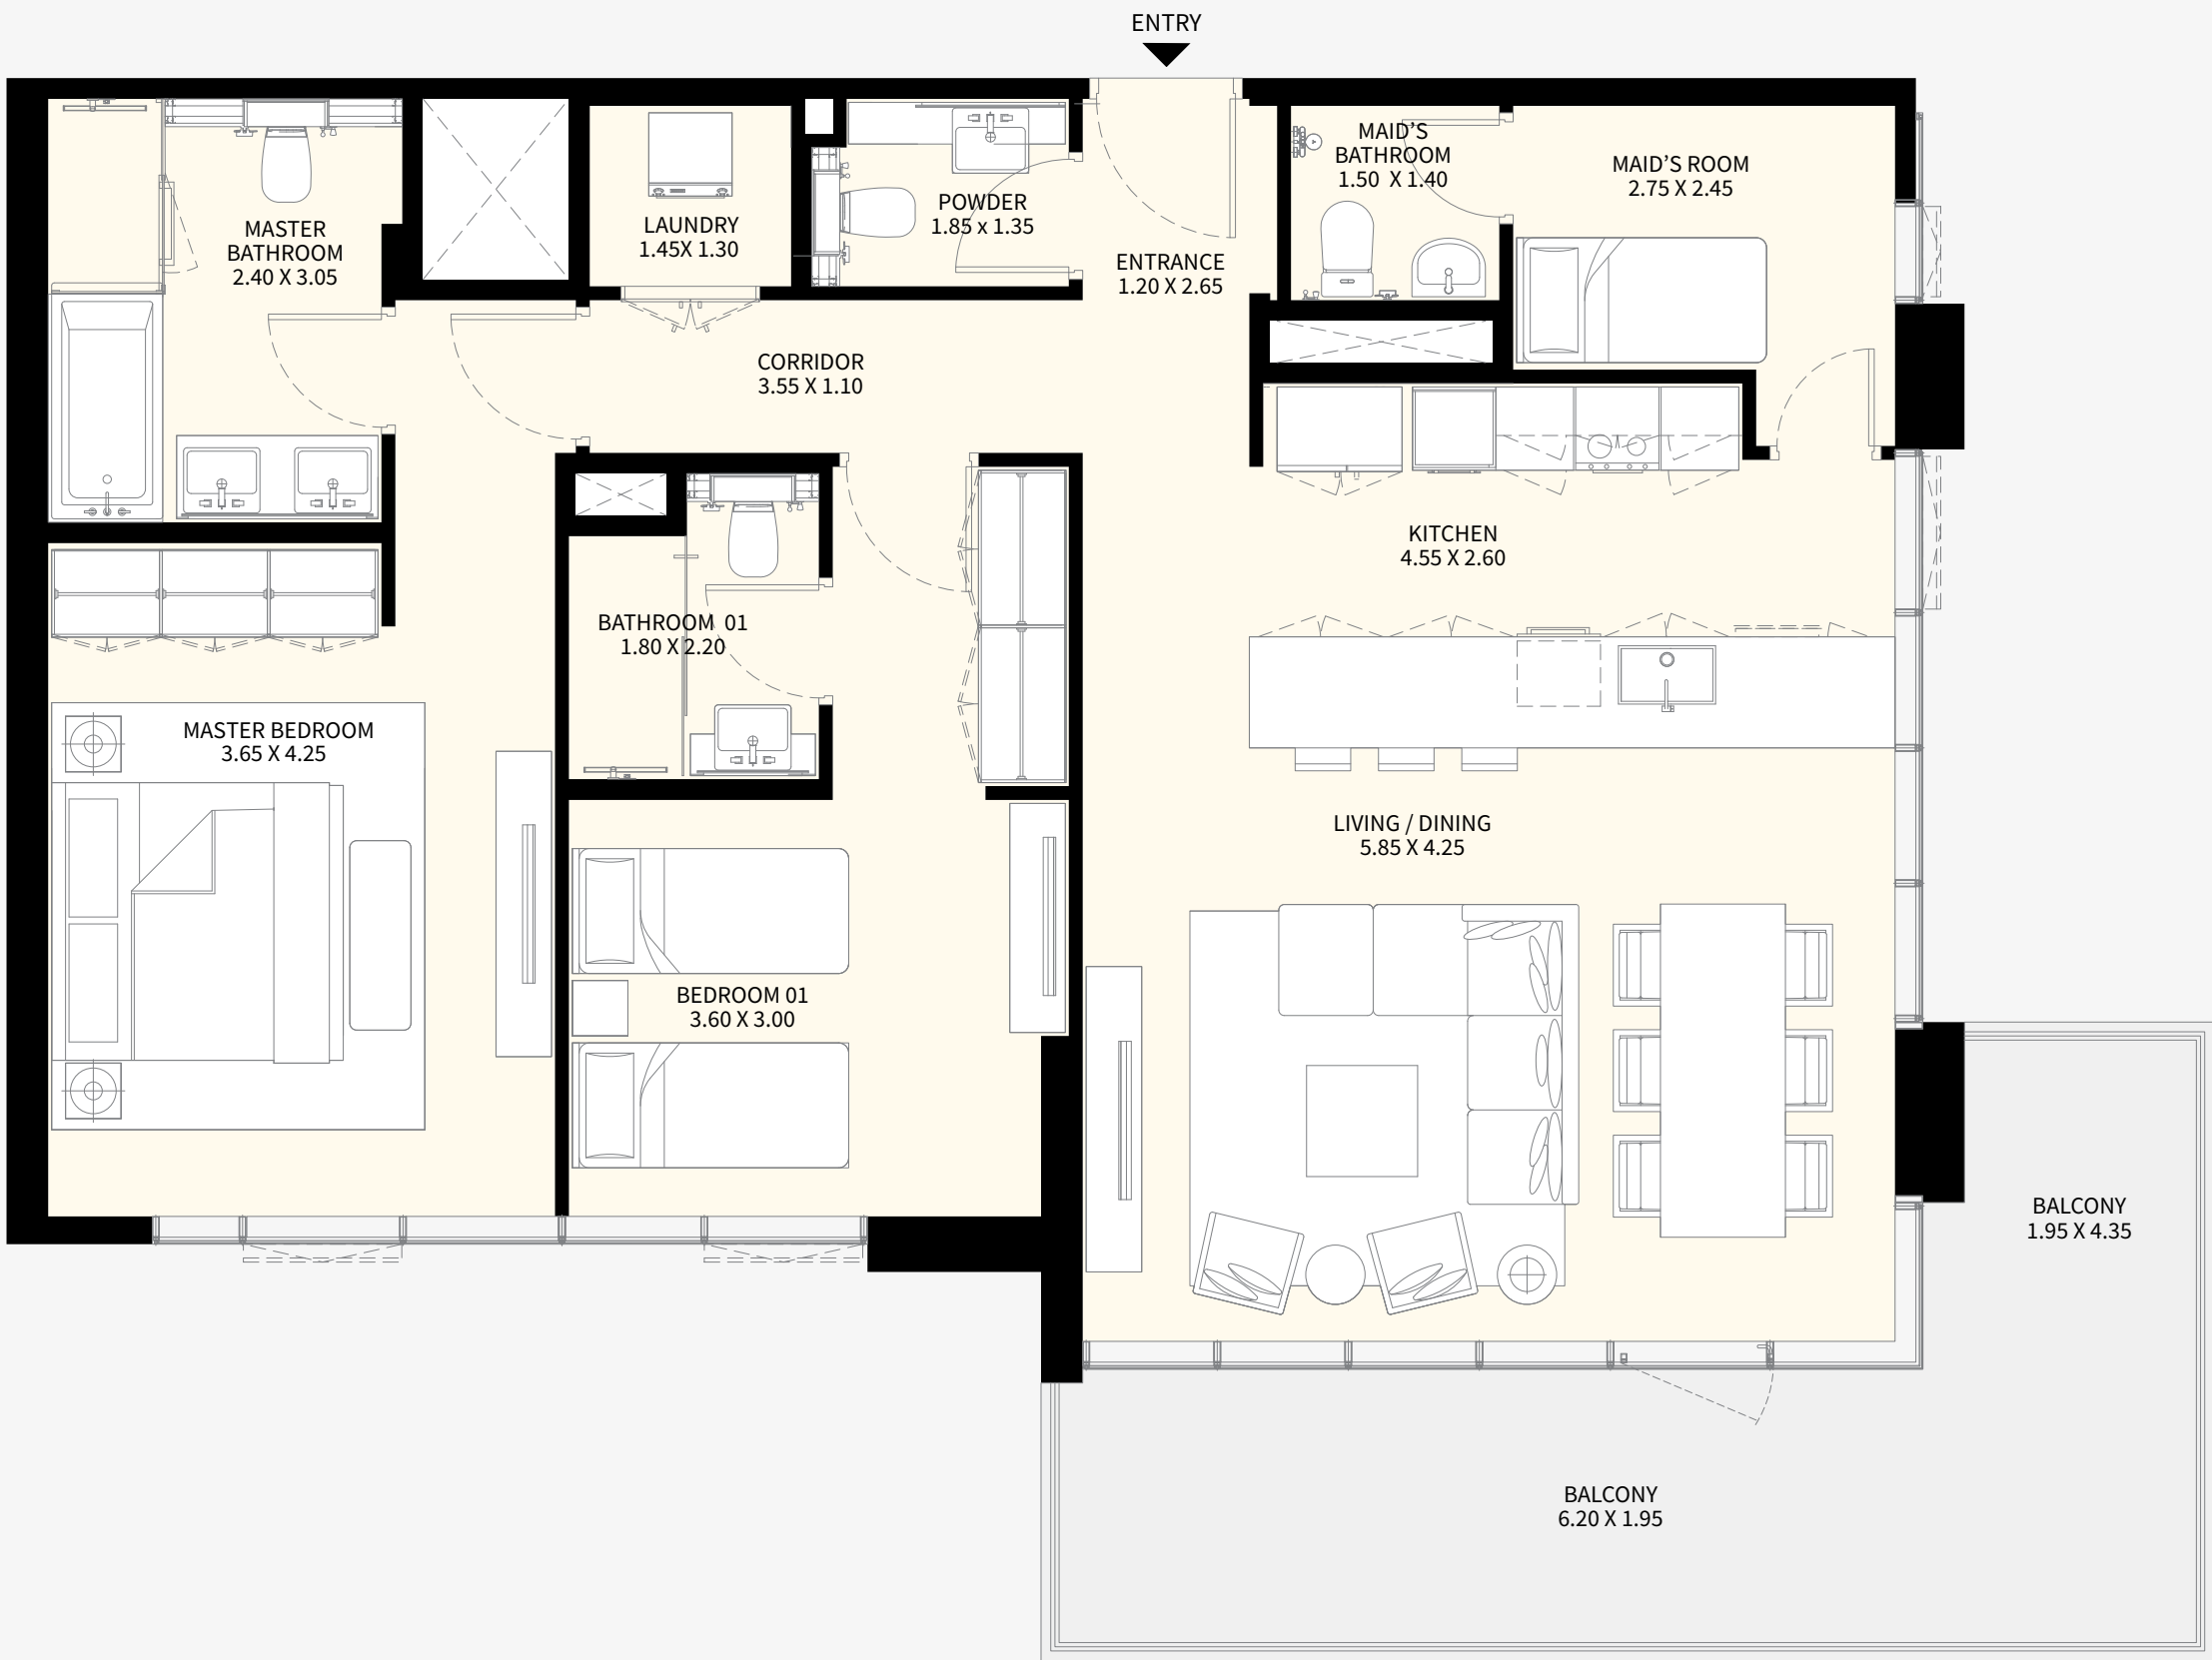 ENTRY
MAID’S
BATHROOM
1.50  X 1.40
MAID’S ROOM
2.75 X 2.45
MASTER
BATHROOM
2.40 X 3.05
LAUNDRY
1.45X 1.30
POWDER
1.85 x 1.35
ENTRANCE
1.20 X 2.65
CORRIDOR
3.55 X 1.10
KITCHEN
4.55 X 2.60
BATHROOM  01
1.80 X 2.20
MASTER BEDROOM
3.65 X 4.25
LIVING / DINING
5.85 X 4.25
BEDROOM 01
3.60 X 3.00
BALCONY
1.95 X 4.35
BALCONY
6.20 X 1.95